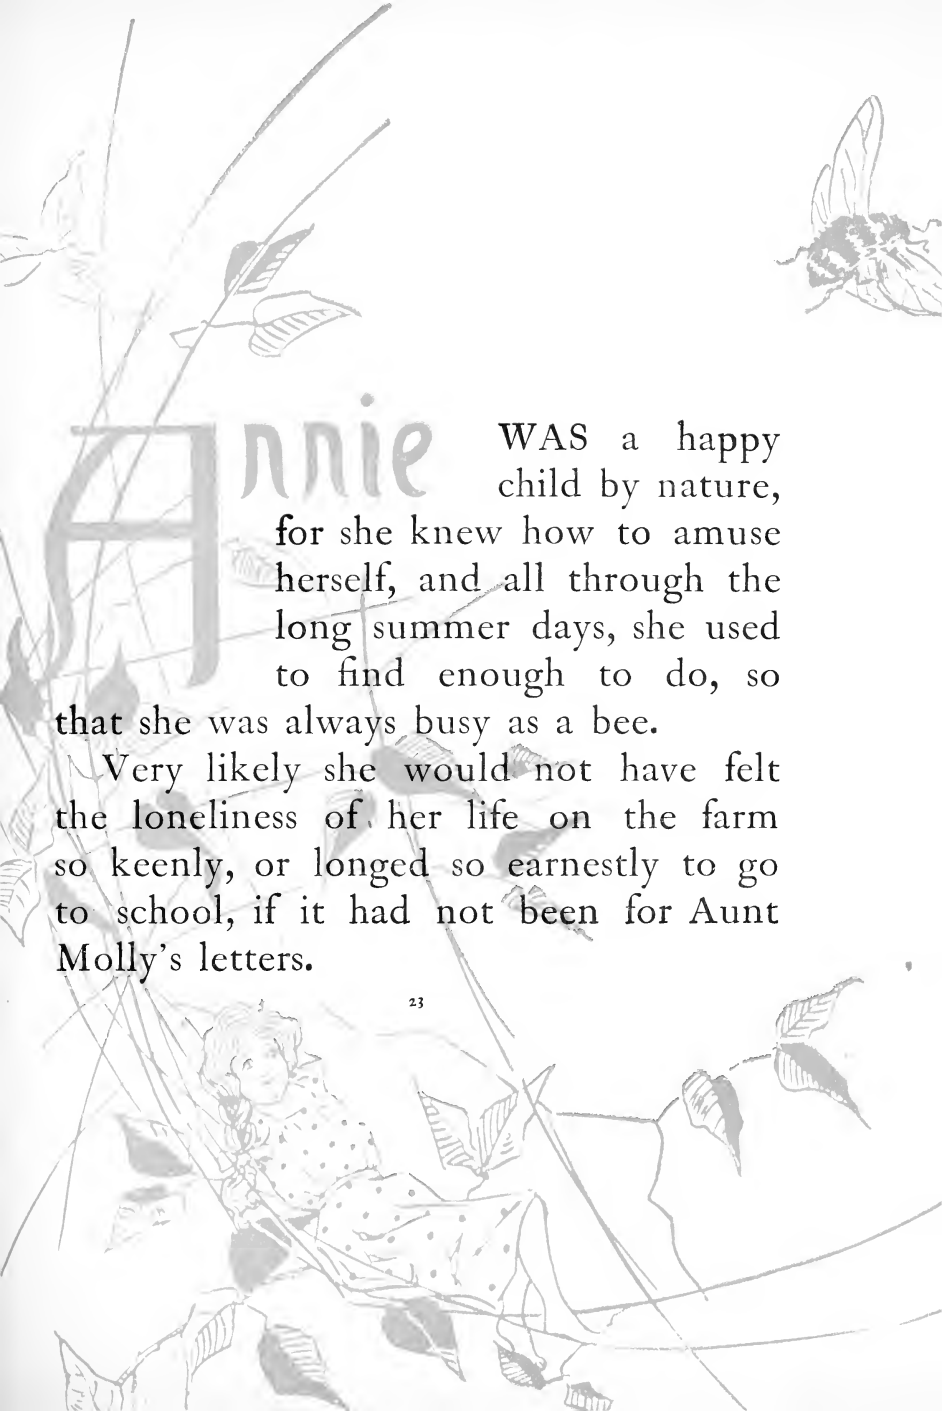 Annie WAS a happy
child by nature,
for she knew how to amuse
herself, and all through the
long summer days, she used
to find enough to do, so
that she was always busy as a bee.
Very likely she would not have felt
the loneliness of her life on the farm
so keenly, or longed so earnestly to go
to school, if it had not been for Aunt
Molly's letters.
23